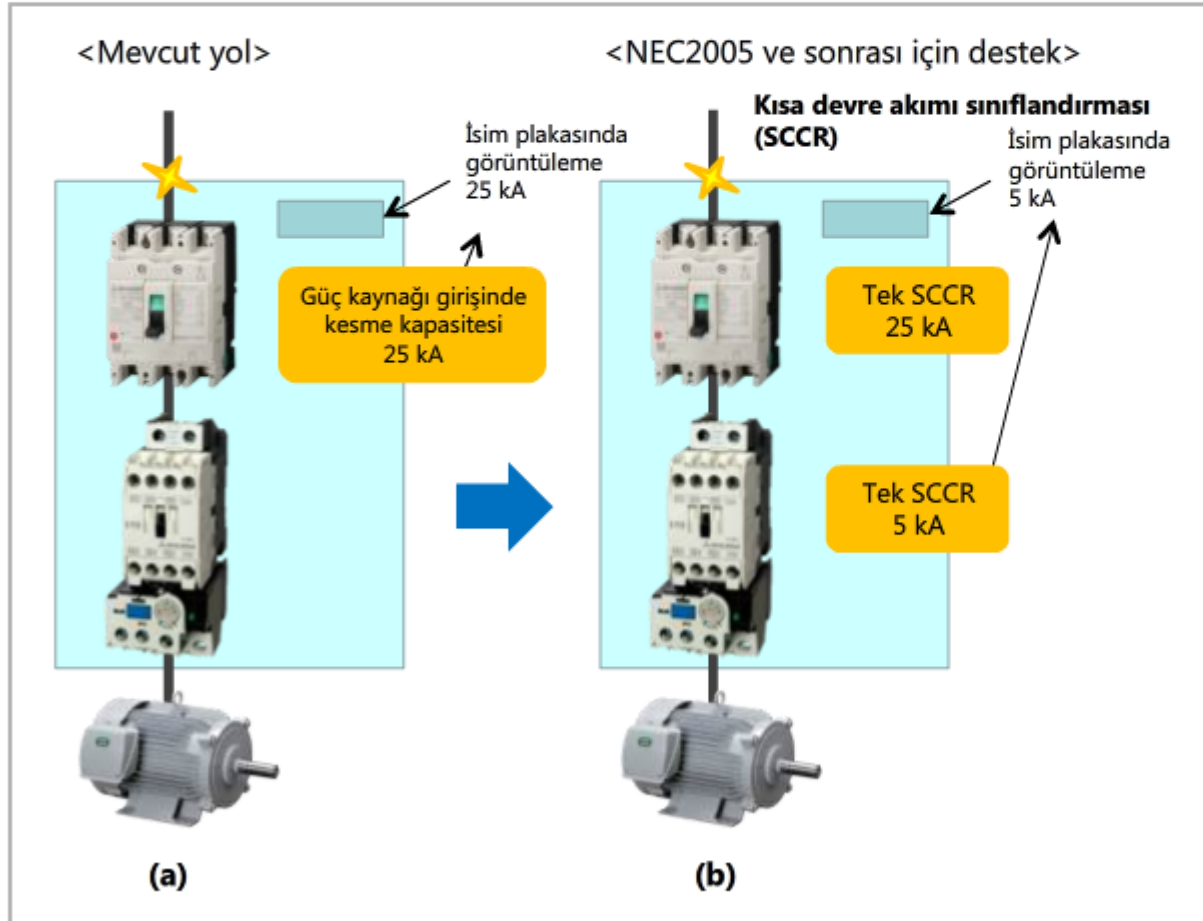 <Mevcut yol>
İsim plakasında
görüntüleme
25 kA
Güç kaynağı girişinde
kesme kapasitesi
25 kA
(a)
<NEC2005 ve sonrası için destek>
Kısa devre akımı sınıflandırması
(SCCR)
İsim plakasında
görüntüleme
5 kA
Tek SCCR
25 kA
Tek SCCR
5 kA
(b)